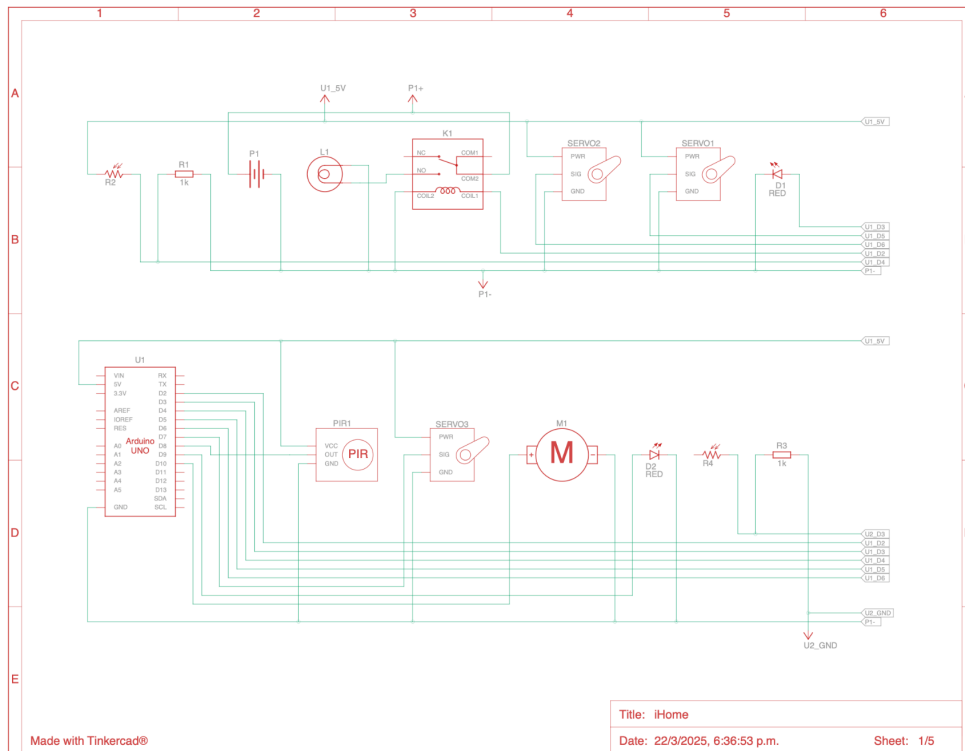 1 2 3 4 5 6
A
U1_5V P1+
U1_5V
K1
NC COM1
NO COM2
COIL2 COIL1
SERVO2
PWR
SIG
GND
SERVO1
PWR
SIG
GND
R2
R1
1k
P1
L1
D1
RED
B
U1_D3
U1_D5
U1_D6
U1_D2
U1_D4
P1-
P1-
U1_5V
C
U1
VIN RX
5V TX
3.3V D2
D3
AREF D4
IOREF D5
RES D6
D7
A0 D8
A1 D9
A2 D10
A3 D11
A4 D12
A5 D13
SDA
GND SCL
Arduino
UNO
PIR1
VCC
OUT
GND
PIR
SERVO3
PWR
SIG
GND
M1
+ M -
D2
RED
R4
R3
1k
D
U2_D3
U1_D2
U1_D3
U1_D4
U1_D5
U1_D6
U2_GND
P1-
U2_GND
E
Title: iHome
Made with Tinkercad®
Date: 22/3/2025, 6:36:53 p.m.
Sheet: 1/5